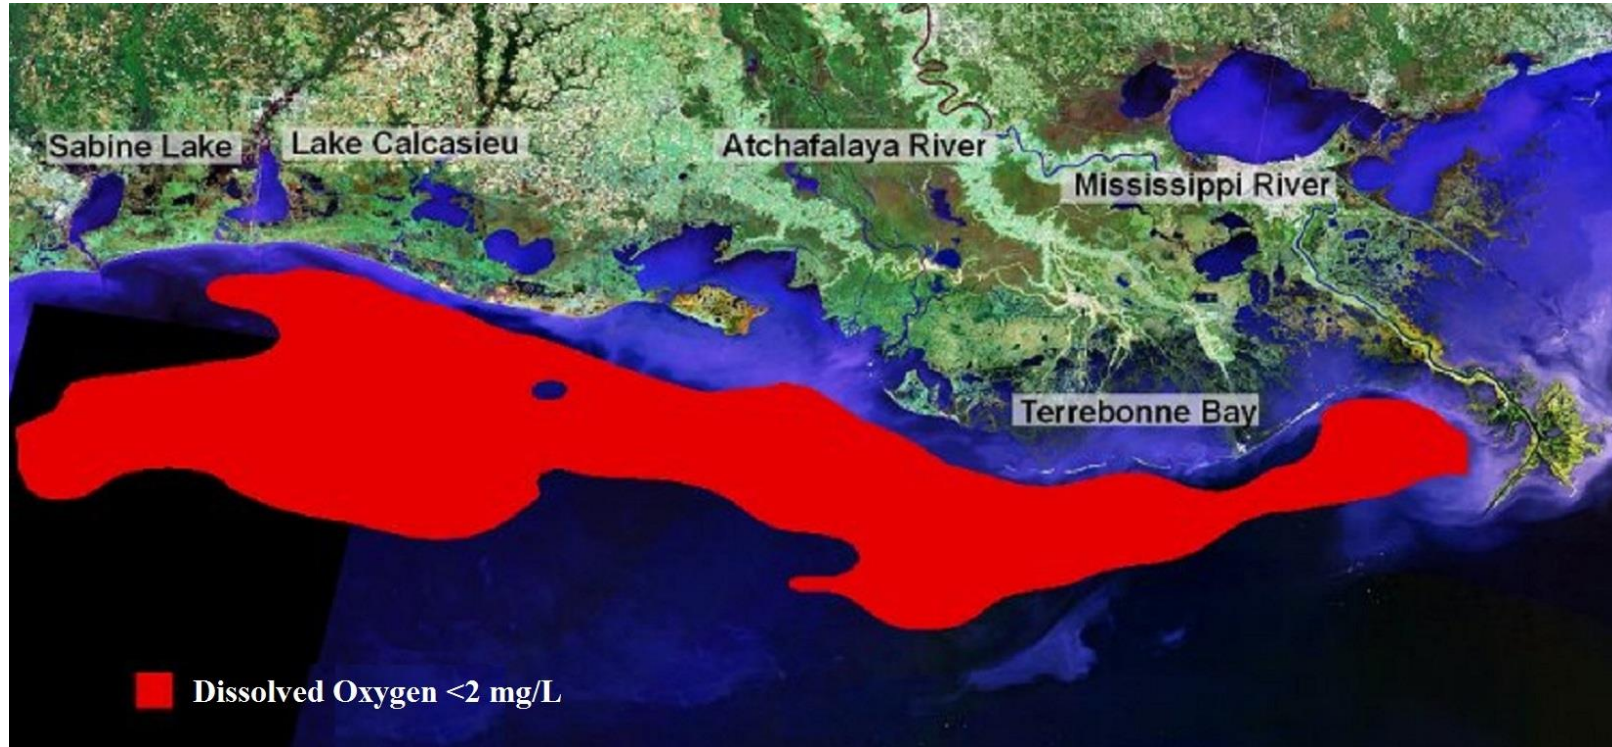 Sabine Lake
Lake Calcasieu
Atchafalaya River
Mississippi River
Terrebonne Bay
Dissolved Oxygen <2 mg/L